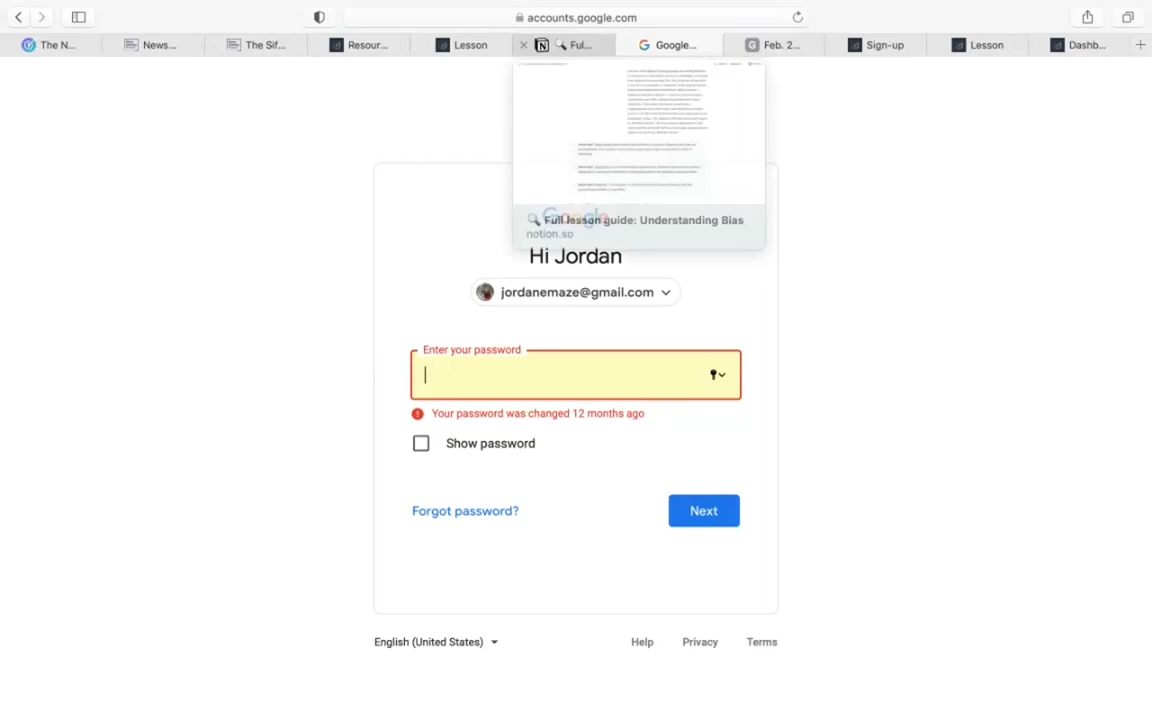 accounts.google.com
The N...
News...
The Sif...
Resour...
Lesson
Ful...
Google...
Feb. 2...
Sign-up
Lesson
Dashb...
Full lesson guide: Understanding Bias
notion.so
Google
Hi Jordan
jordanemaze@gmail.com
Enter your password
Your password was changed 12 months ago
Show password
Forgot password?
Next
English (United States)
Help
Privacy
Terms